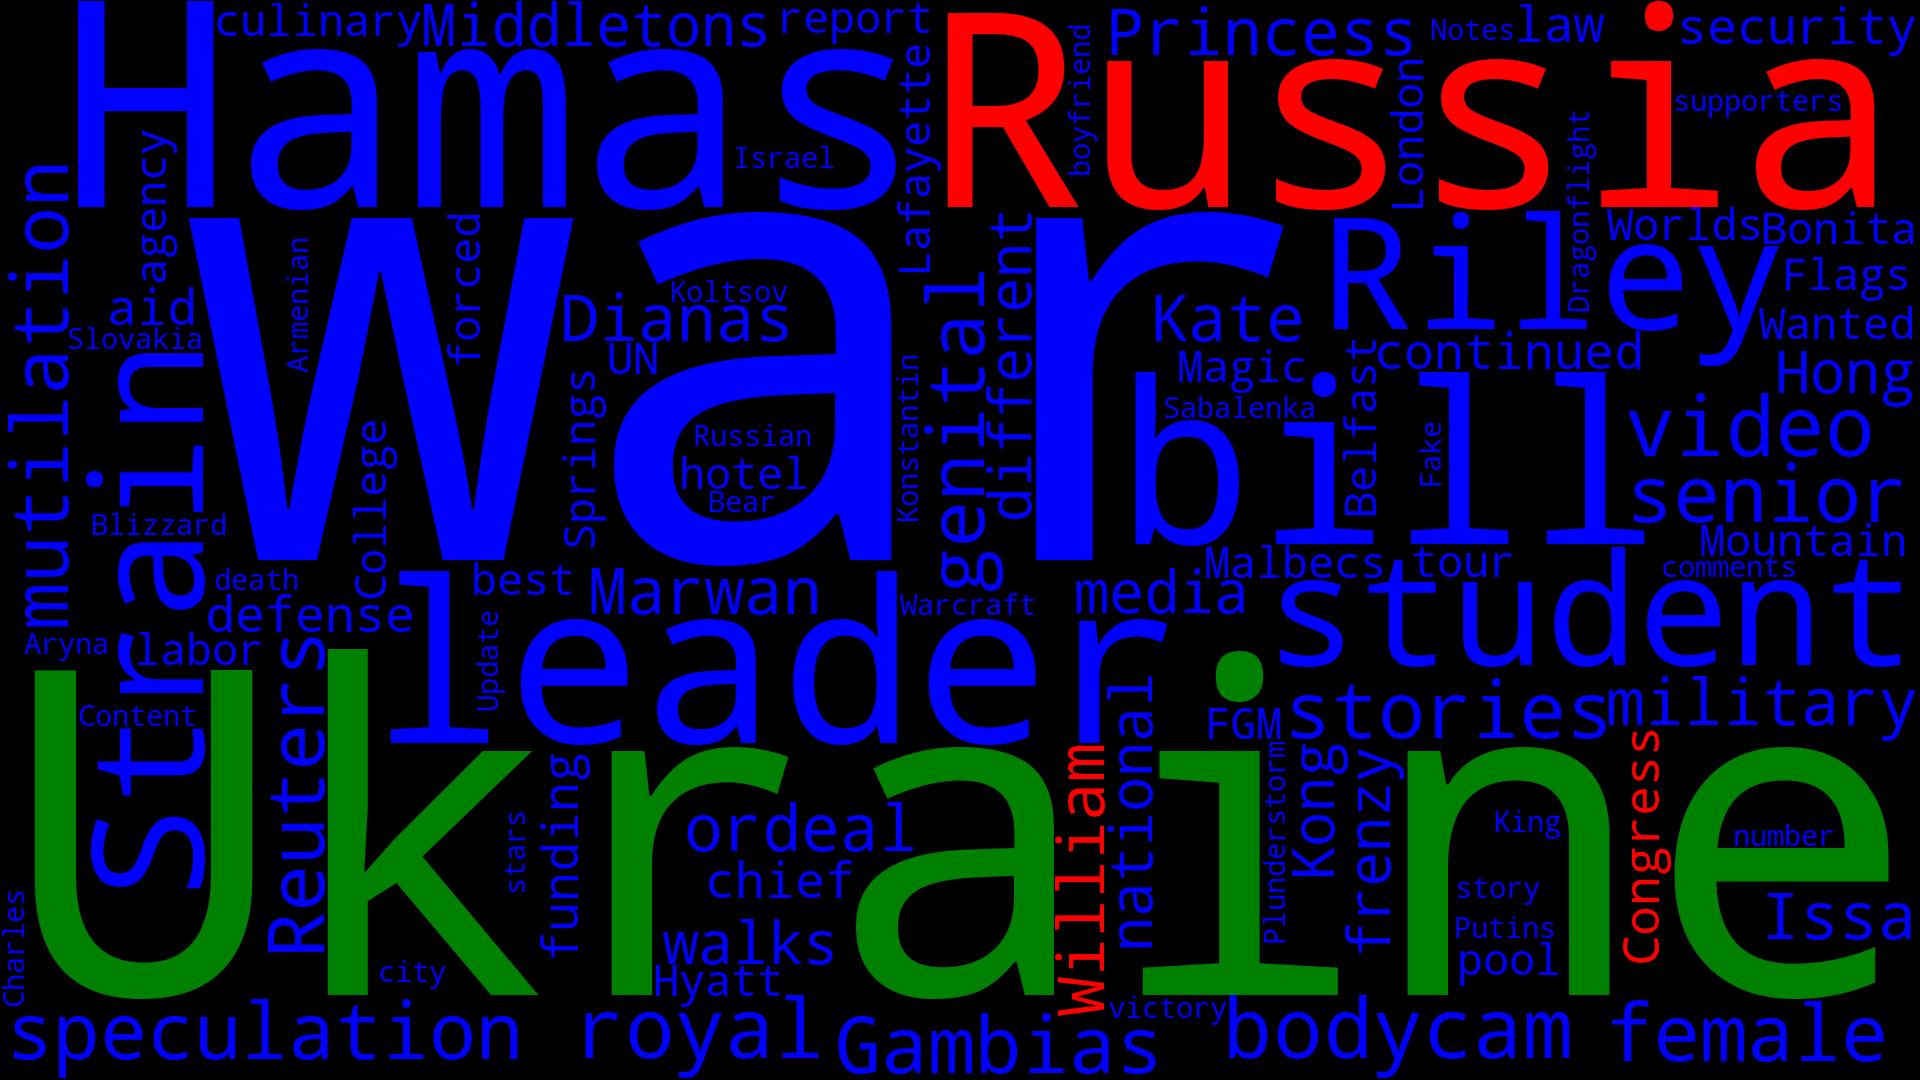 culinary
Middletons
report
Princess
Notes
law
security
Hamas
Russia
boyfriend
Lafayette
London
supporters
Israel
agency
Dragonflight
mutilation
War
forced
Armenian
different
Riley
Worlds
Bonita
Flags
aid
Slovakia
Koltsov
Dianas
UN
genital
Kate
Wanted
continued
Magic
Hong
strain
Springs
Konstantin
Sabalenka
bill
Belfast
Fake
video
Russian
hotel
Bear
College
senior
Blizzard
Mountain
death
best
Marwan
Malbecs
tour
comments
defense
Warcraft
media
student
Aryna
labor
Update
leader
Content
Reuters
Ukraine
national
FGM
stories
military
William
Plunderstorm
Kong
frenzy
Congress
stars
funding
ordeal
King
number
chief
story
Charles
Putins
Issa
walks
pool
city
Hyatt
victory
speculation
royal
Gambias
bodycam
female